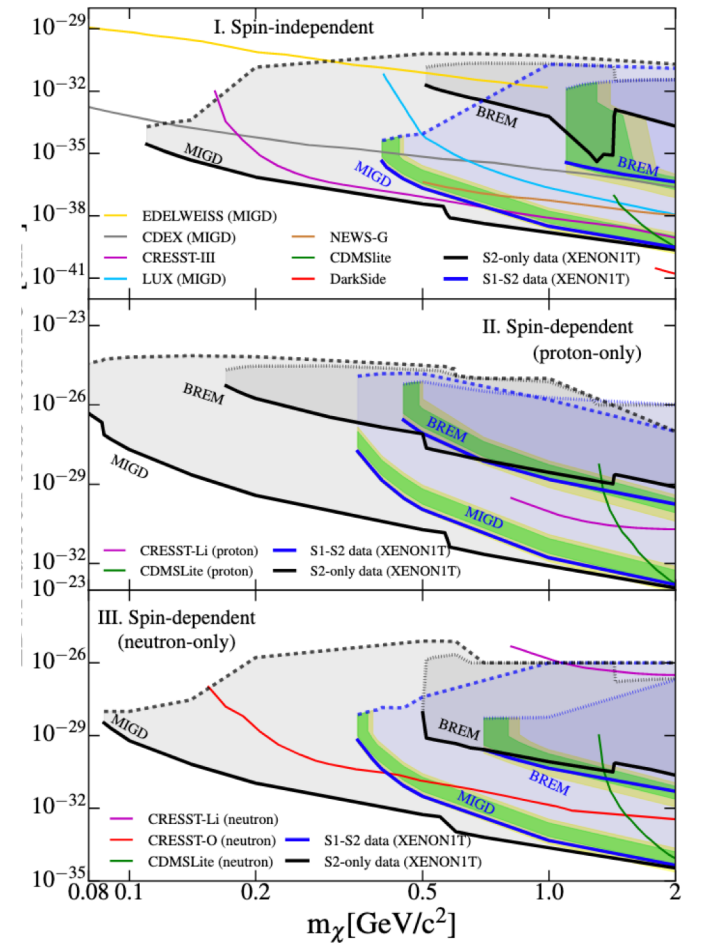 I. Spin-independent
10⁻²⁹
10⁻³²
10⁻³⁵
10⁻³⁸
10⁻⁴¹
MIGD
BREM
MIGD
BREM
EDELWEISS (MIGD)
CDEX (MIGD)
CRESST-III
LUX (MIGD)
NEWS-G
CDMSlite
DarkSide
S2-only data (XENON1T)
S1-S2 data (XENON1T)
II. Spin-dependent
(proton-only)
10⁻²³
10⁻²⁶
10⁻²⁹
10⁻³²
BREM
MIGD
BREM
MIGD
CRESST-Li (proton)
CDMSLite (proton)
S1-S2 data (XENON1T)
S2-only data (XENON1T)
III. Spin-dependent
(neutron-only)
10⁻²³
10⁻²⁶
10⁻²⁹
10⁻³²
10⁻³⁵
MIGD
BREM
BREM
MIGD
CRESST-Li (neutron)
CRESST-O (neutron)
CDMSLite (neutron)
S1-S2 data (XENON1T)
S2-only data (XENON1T)
0.08 0.1 0.2 0.5 1.0 2
mχ[GeV/c²]